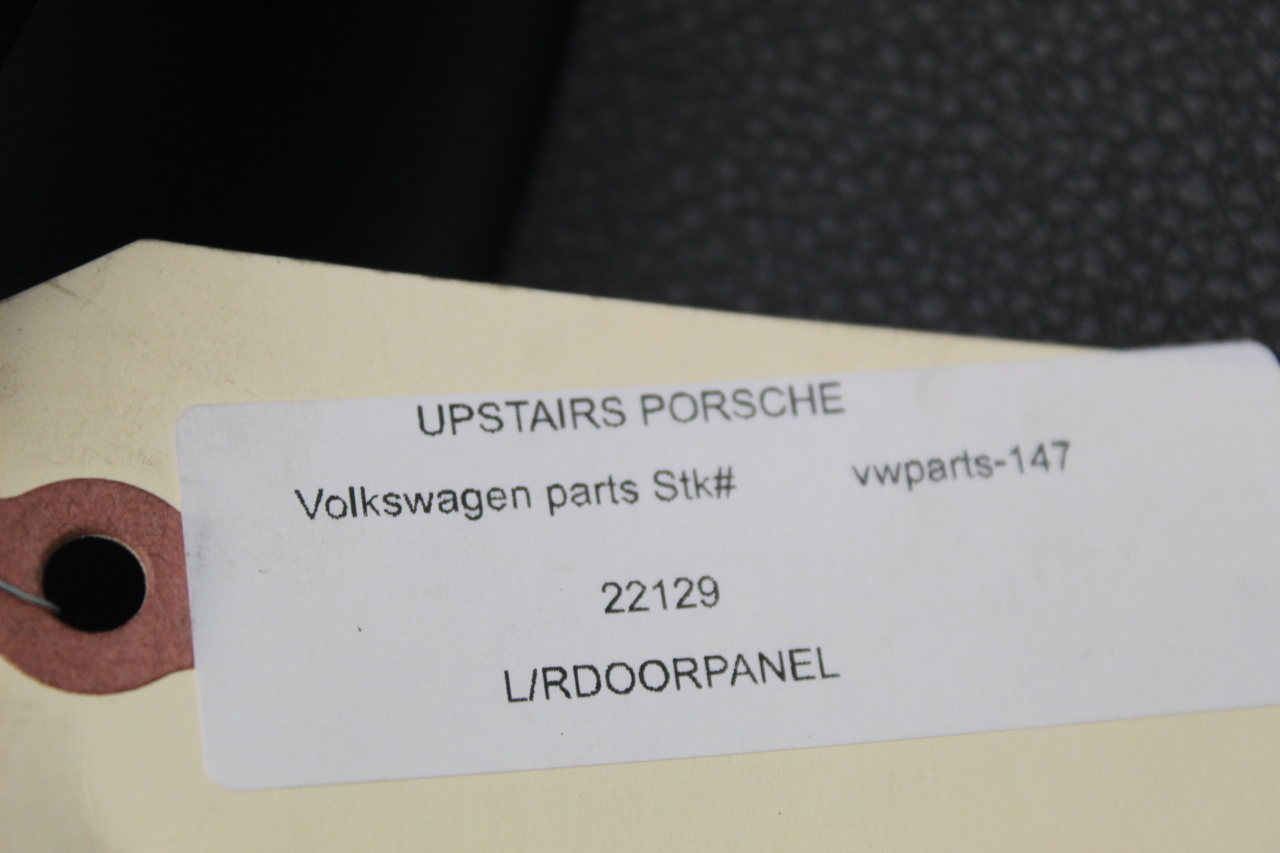 UPSTAIRS PORSCHE
Volkswagen parts Stk# vwparts-147
22129
L/RDOORPANEL